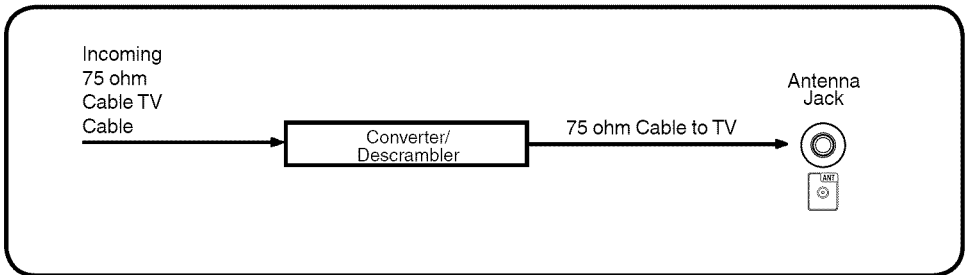 Incoming
75 ohm
Cable TV
Cable
Converter/
Descrambler
75 ohm Cable to TV
Antenna
Jack
ANT